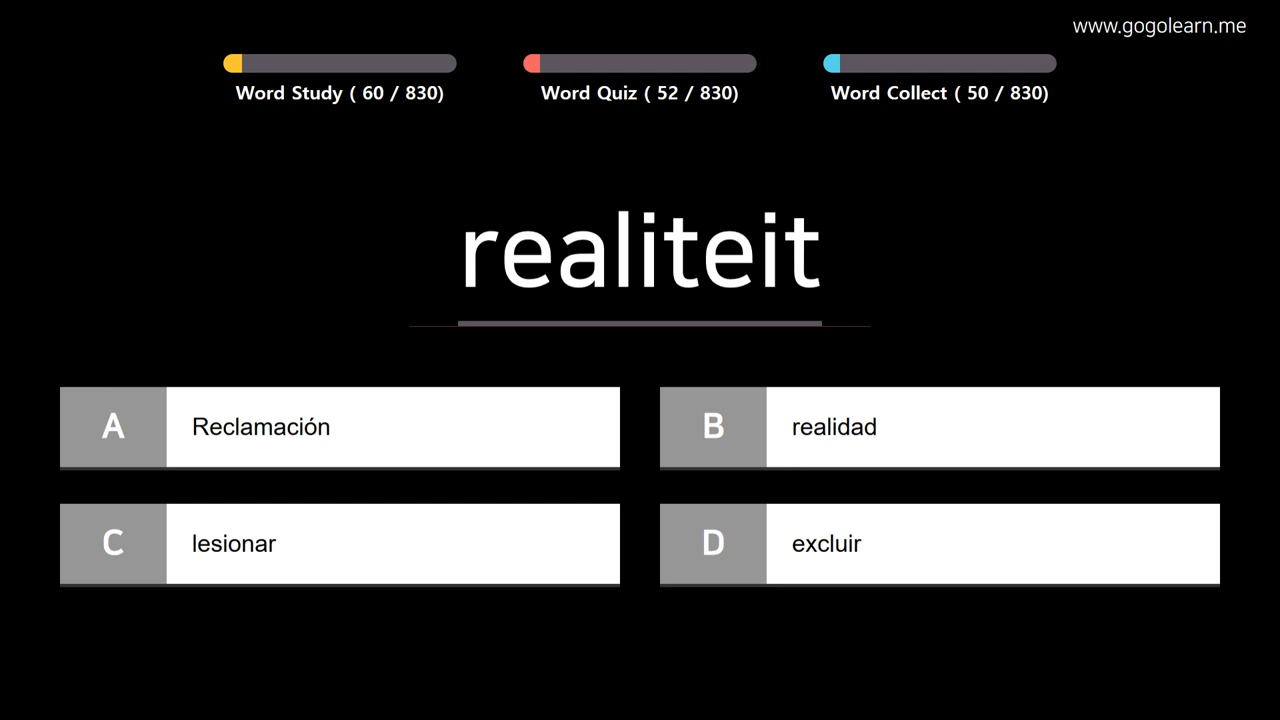 www.gogolearn.me
Word Study ( 60 / 830)
Word Quiz ( 52 / 830)
Word Collect ( 50 / 830)
realiteit
A Reclamación
B realidad
C lesionar
D excluir